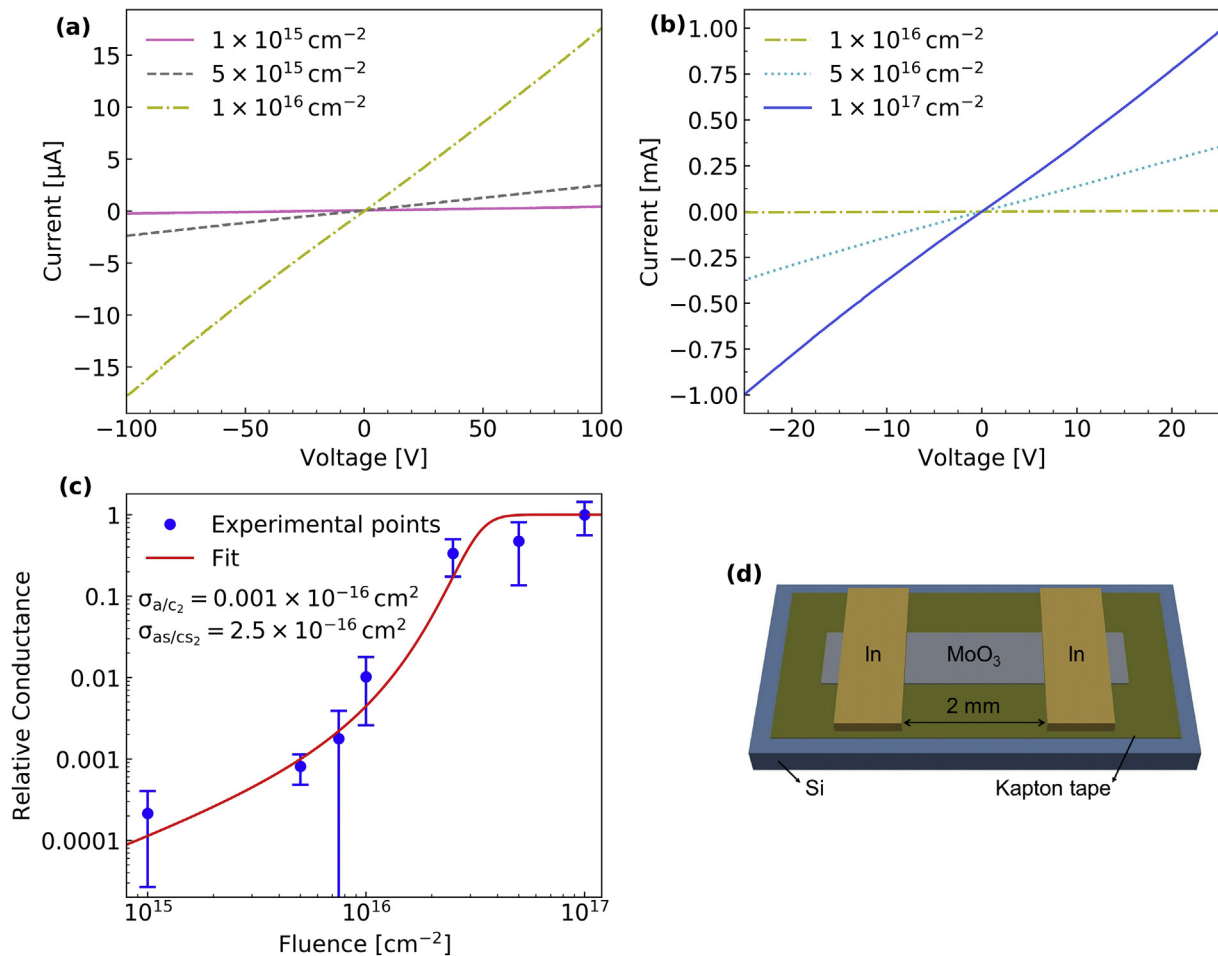 (a)
1 × 10¹⁵ cm⁻²
5 × 10¹⁵ cm⁻²
1 × 10¹⁶ cm⁻²
15
10
5
0
−5
−10
−15
Current [μA]
−100 −50 0 50 100
Voltage [V]
(b)
1 × 10¹⁶ cm⁻²
5 × 10¹⁶ cm⁻²
1 × 10¹⁷ cm⁻²
1.00
0.75
0.50
0.25
0.00
−0.25
−0.50
−0.75
−1.00
Current [mA]
−20 −10 0 10 20
Voltage [V]
(c)
Experimental points
Fit
σa/c₂ = 0.001 × 10⁻¹⁶ cm²
σas/cs₂ = 2.5 × 10⁻¹⁶ cm²
1
0.1
0.01
0.001
0.0001
Relative Conductance
10¹⁵ 10¹⁶ 10¹⁷
Fluence [cm⁻²]
(d)
In MoO₃ In
2 mm
Si Kapton tape